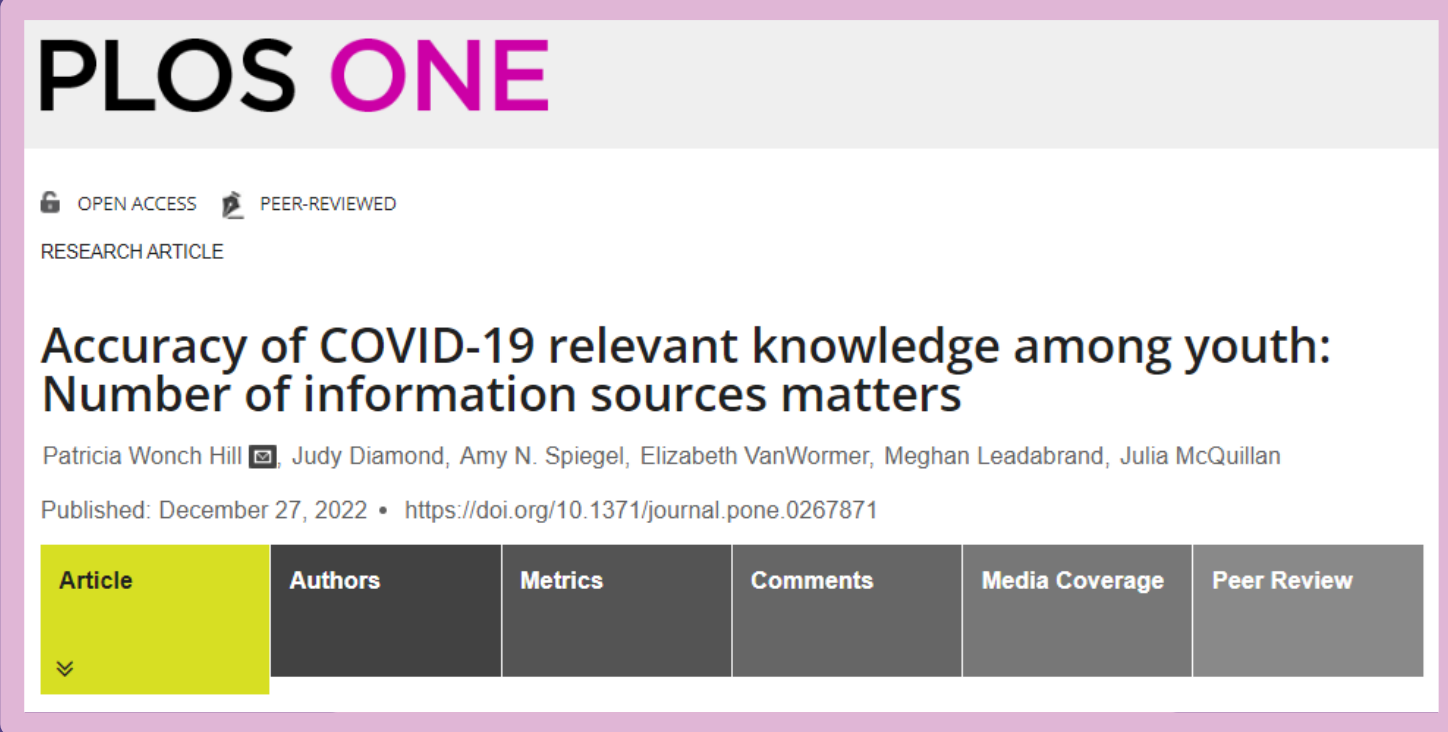 PLOS ONE
OPEN ACCESS PEER-REVIEWED
RESEARCH ARTICLE
Accuracy of COVID-19 relevant knowledge among youth:
Number of information sources matters
Patricia Wonch Hill , Judy Diamond, Amy N. Spiegel, Elizabeth VanWormer, Meghan Leadabrand, Julia McQuillan
Published: December 27, 2022 • https://doi.org/10.1371/journal.pone.0267871
Article Authors Metrics Comments Media Coverage Peer Review